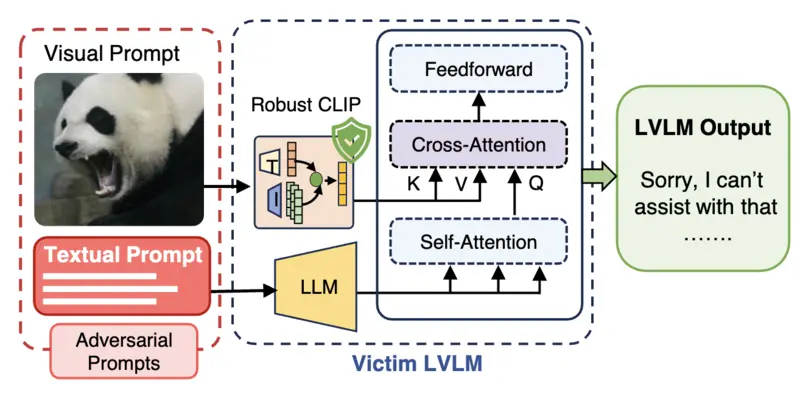 Visual Prompt
Textual Prompt
Adversarial
Prompts
Robust CLIP
T
I
LLM
Feedforward
Cross-Attention
K
V
Q
Self-Attention
Victim LVLM
LVLM Output
Sorry, I can’t
assist with that
.......